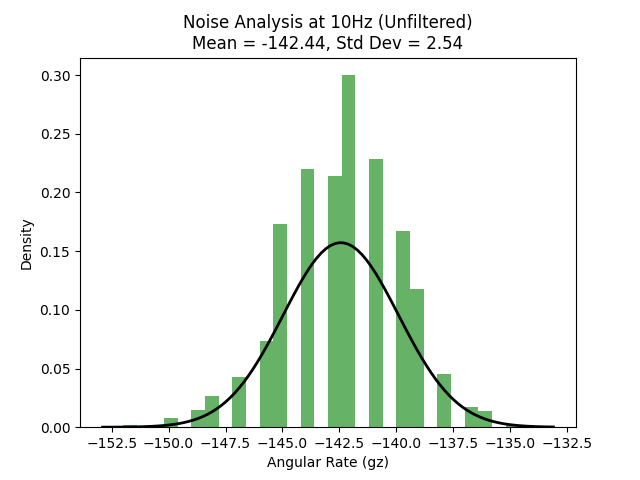 Noise Analysis at 10Hz (Unfiltered)
Mean = -142.44, Std Dev = 2.54
0.30
0.25
0.20
0.15
0.10
0.05
0.00
Density
−152.5 −150.0 −147.5 −145.0 −142.5 −140.0 −137.5 −135.0 −132.5
Angular Rate (gz)